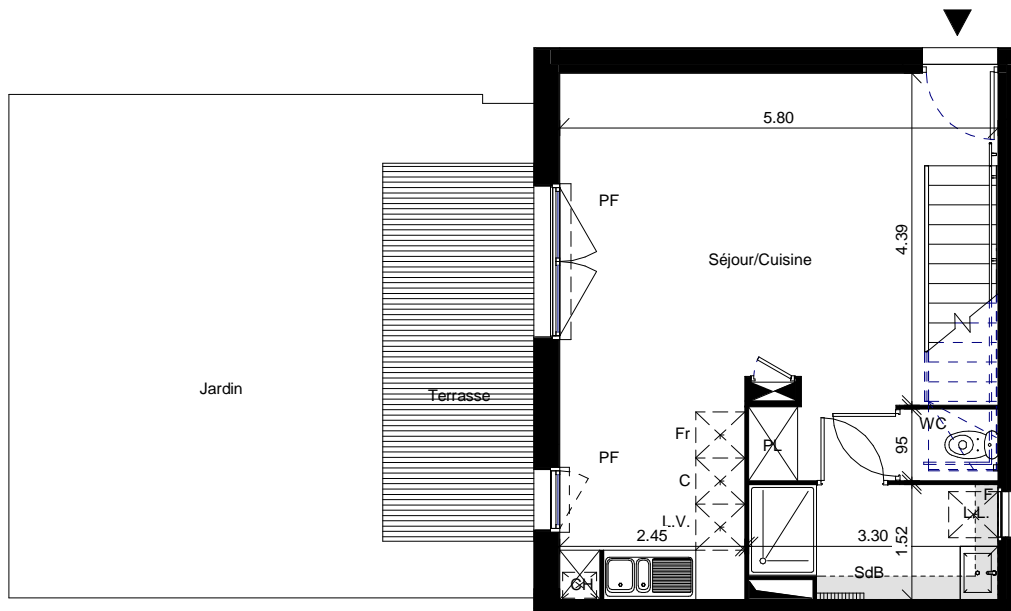 5.80
PF
4.39
Séjour/Cuisine
Jardin
Terrasse
WC
Fr
PL
95
PF
C
F
L.V.
L.L.
2.45
3.30
1.52
SdB
CH